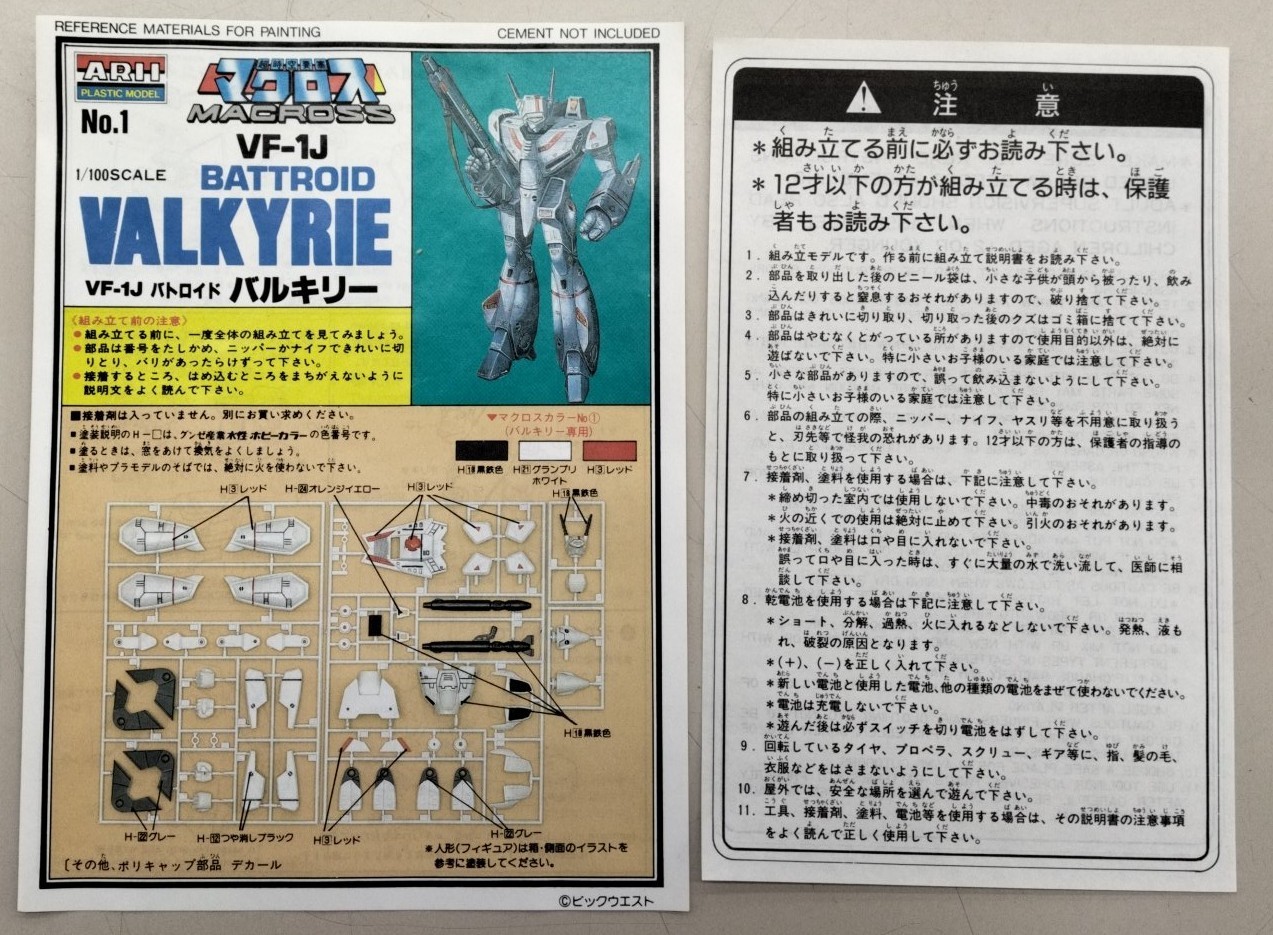 REFERENCE MATERIALS FOR PAINTING
CEMENT NOT INCLUDED
ARII
PLASTIC MODEL
超時空要塞
マクロス
MACROSS
No.1
VF-1J
1/100SCALE
BATTROID
VALKYRIE
VF-1J バトロイド バルキリー
〈組み立て前の注意〉
●組み立てる前に、一度全体の組み立てを見てみましょう。
●部品は番号をたしかめ、ニッパーかナイフできれいに切
りとり、バリがあったらけずって下さい。
●接着するところ、はめ込むところをまちがえないように
説明文をよく読んで下さい。
■接着剤は入っていません。別にお買い求めください。
■塗装説明のH-□は、グンゼ産業水性ホビーカラーの色番号です。
■塗るときは、窓をあけて換気をよくしましょう。
■塗料やプラモデルのそばでは、絶対に火を使わないで下さい。
▼マクロスカラーNo①
(バルキリー専用)
H18黒鉄色
H21グランプリ
ホワイト
H3レッド
H3レッド
H-24オレンジイエロー
H3レッド
H18黒鉄色
H18黒鉄色
H-22グレー
H-12つや消しブラック
H3レッド
H-22グレー
〔その他、ポリキャップ部品 デカール
＊人形(フィギュア)は箱・側面のイラストを
参考に塗装してください。
©ビックウエスト
注意
＊組み立てる前に必ずお読み下さい。
＊12才以下の方が組み立てる時は、保護
者もお読み下さい。
1．組み立モデルです。作る前に組み立て説明書をお読み下さい。
2．部品を取り出した後のビニール袋は、小さな子供が頭から被ったり、飲み
込んだりすると窒息するおそれがありますので、破り捨てて下さい。
3．部品はきれいに切り取り、切り取った後のクズはゴミ箱に捨てて下さい。
4．部品はやむなくとがっている所がありますので使用目的以外は、絶対に
遊ばないで下さい。特に小さいお子様のいる家庭では注意して下さい。
5．小さな部品がありますので、誤って飲み込まないようにして下さい。
特に小さいお子様のいる家庭では注意して下さい。
6．部品の組み立ての際、ニッパー、ナイフ、ヤスリ等を不用意に取り扱う
と、刃先等で怪我の恐れがあります。12才以下の方は、保護者の指導の
もとに取り扱って下さい。
7．接着剤、塗料を使用する場合は、下記に注意して下さい。
＊締め切った室内では使用しないで下さい。中毒のおそれがあります。
＊火の近くでの使用は絶対に止めて下さい。引火のおそれがあります。
＊接着剤、塗料は口や目に入れないで下さい。
誤って口や目に入った時は、すぐに大量の水で洗い流して、医師に相
談して下さい。
8．乾電池を使用する場合は下記に注意して下さい。
＊ショート、分解、過熱、火に入れるなどしないで下さい。発熱、液も
れ、破裂の原因となります。
＊(+)、(-)を正しく入れて下さい。
＊新しい電池と使用した電池、他の種類の電池をまぜて使わないでください。
＊電池は充電しないで下さい。
＊遊んだ後は必ずスイッチを切り電池をはずして下さい。
9．回転しているタイヤ、プロペラ、スクリュー、ギア等に、指、髪の毛、
衣服などをはさまないようにして下さい。
10．屋外では、安全な場所を選んで遊んで下さい。
11．工具、接着剤、塗料、電池等を使用する場合は、その説明書の注意事項
をよく読んで正しく使用して下さい。